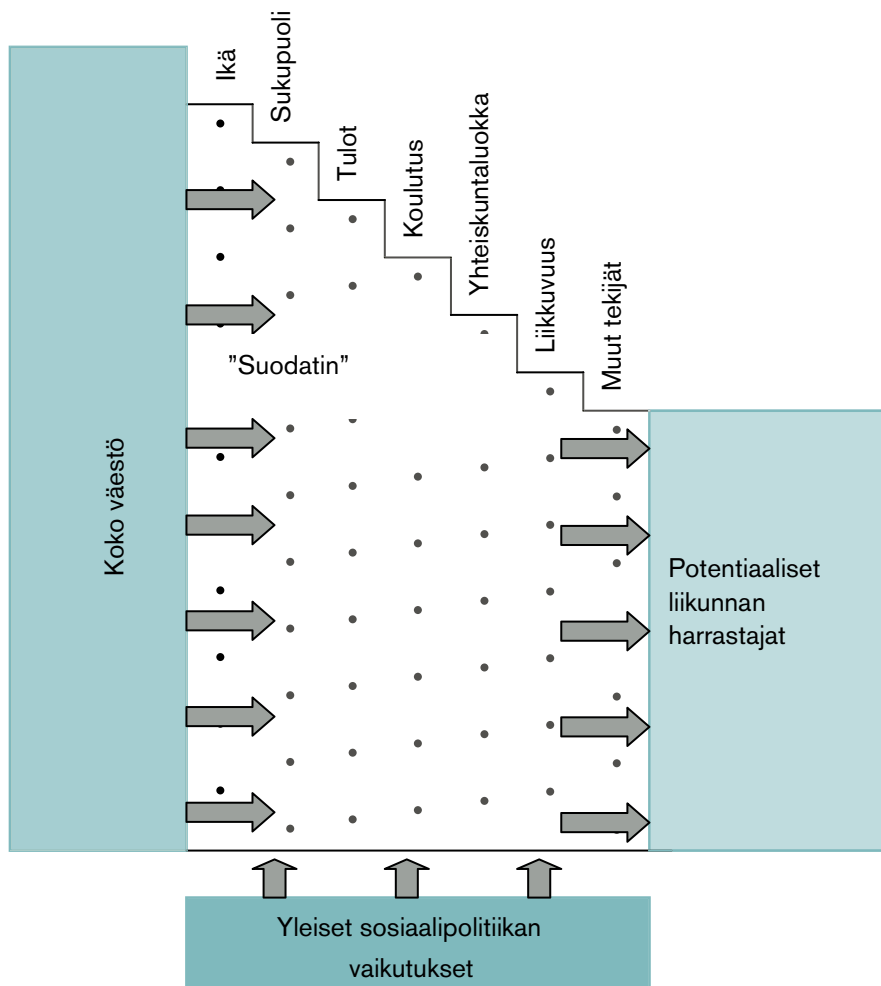 Ikä
Sukupuoli
Tulot
Koulutus
Yhteiskuntaluokka
Liikkuvuus
Muut tekijät
”Suodatin”
Koko väestö
Potentiaaliset
liikunnan
harrastajat
Yleiset sosiaalipolitiikan
vaikutukset